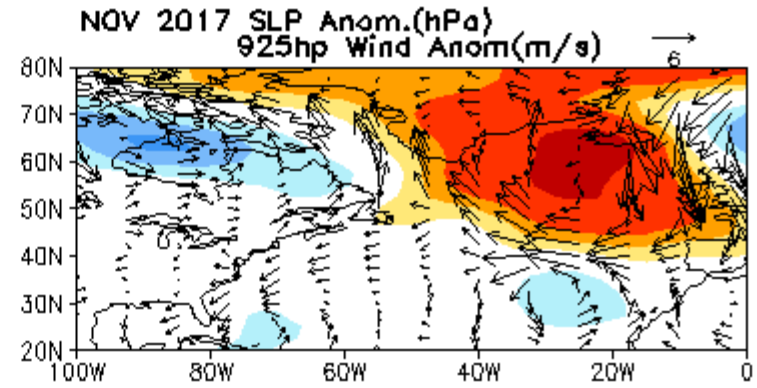 NOV 2017 SLP Anom.(hPa)
925hp Wind Anom(m/s)
6
80N
70N
60N
50N
40N
30N
20N
100W 80W 60W 40W 20W 0